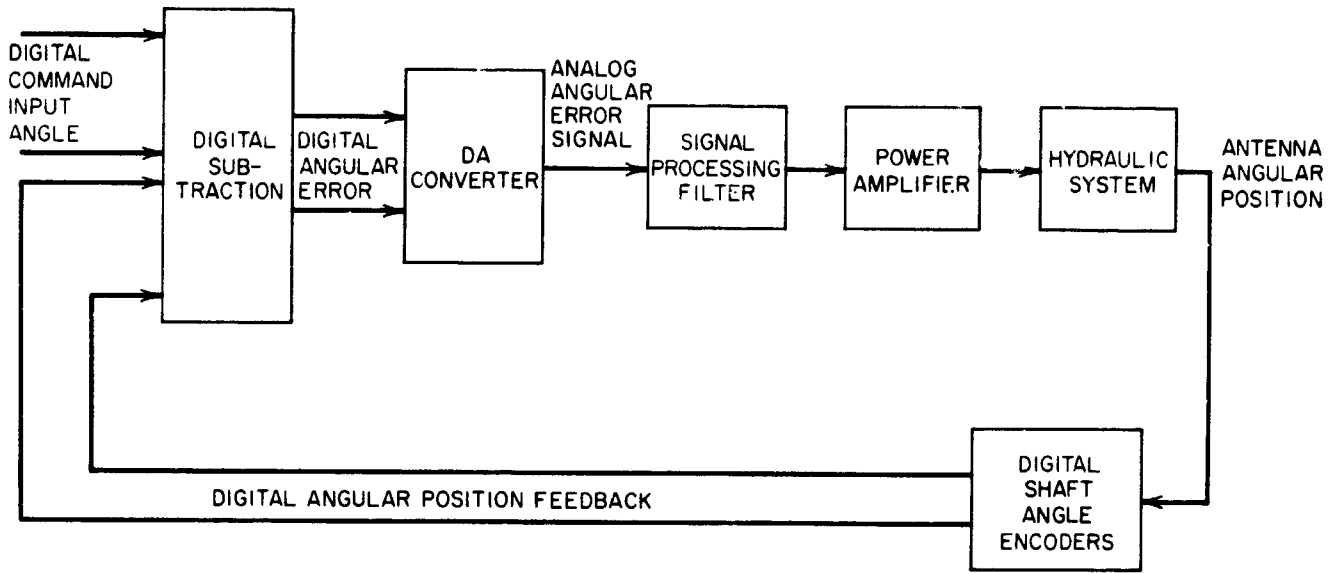 DIGITAL
COMMAND
INPUT
ANGLE
DIGITAL
SUB-
TRACTION
DIGITAL
ANGULAR
ERROR
DA
CONVERTER
ANALOG
ANGULAR
ERROR
SIGNAL
SIGNAL
PROCESSING
FILTER
POWER
AMPLIFIER
HYDRAULIC
SYSTEM
ANTENNA
ANGULAR
POSITION
DIGITAL ANGULAR POSITION FEEDBACK
DIGITAL
SHAFT
ANGLE
ENCODERS